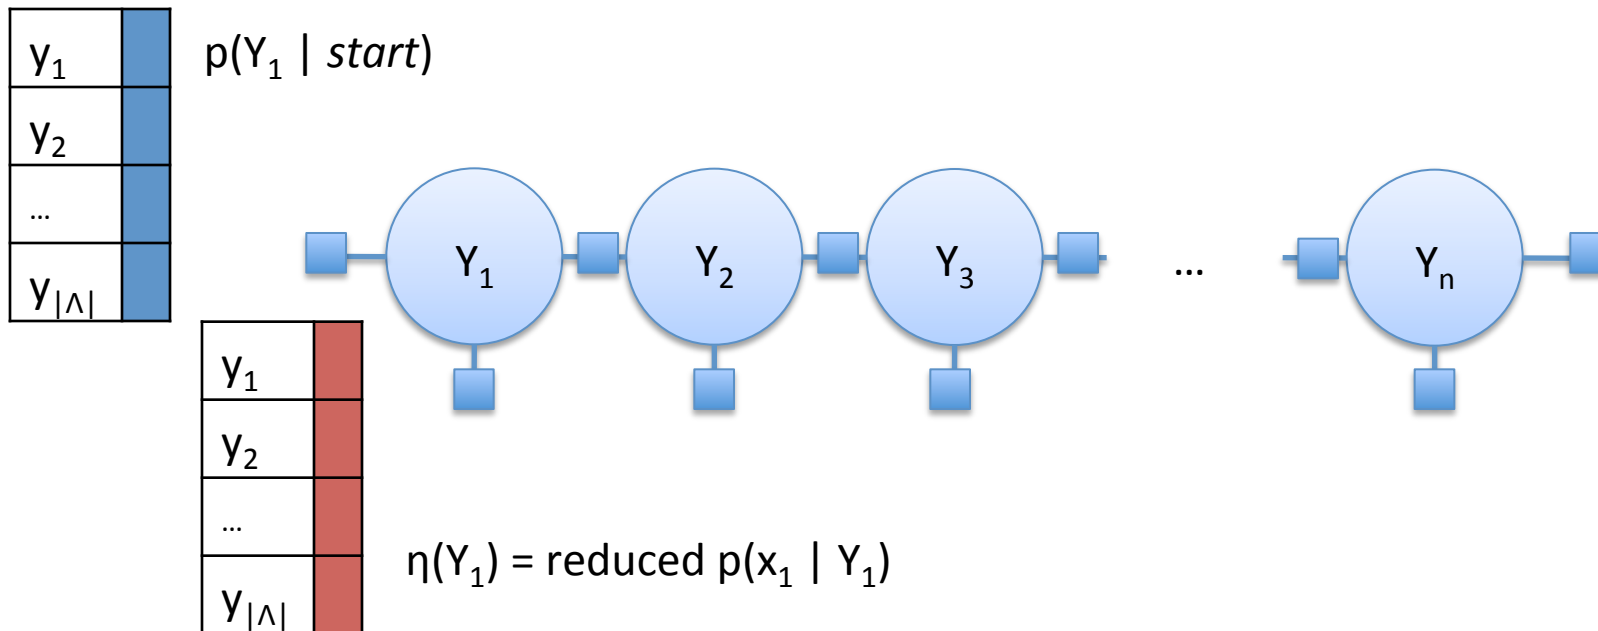 y₁
y₂
...
y|Λ|
p(Y₁ | start)
Y₁
Y₂
Y₃
...
Yₙ
y₁
y₂
...
y|Λ|
η(Y₁) = reduced p(x₁ | Y₁)